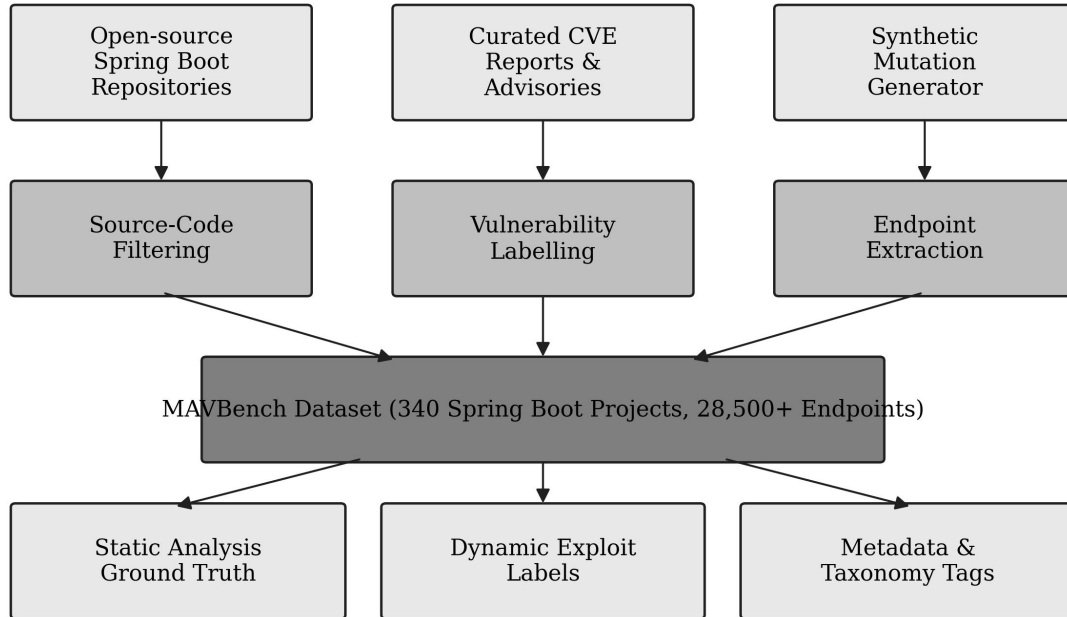 Open-source
Spring Boot
Repositories
Curated CVE
Reports &
Advisories
Synthetic
Mutation
Generator
Source-Code
Filtering
Vulnerability
Labelling
Endpoint
Extraction
MAVBench Dataset (340 Spring Boot Projects, 28,500+ Endpoints)
Static Analysis
Ground Truth
Dynamic Exploit
Labels
Metadata &
Taxonomy Tags